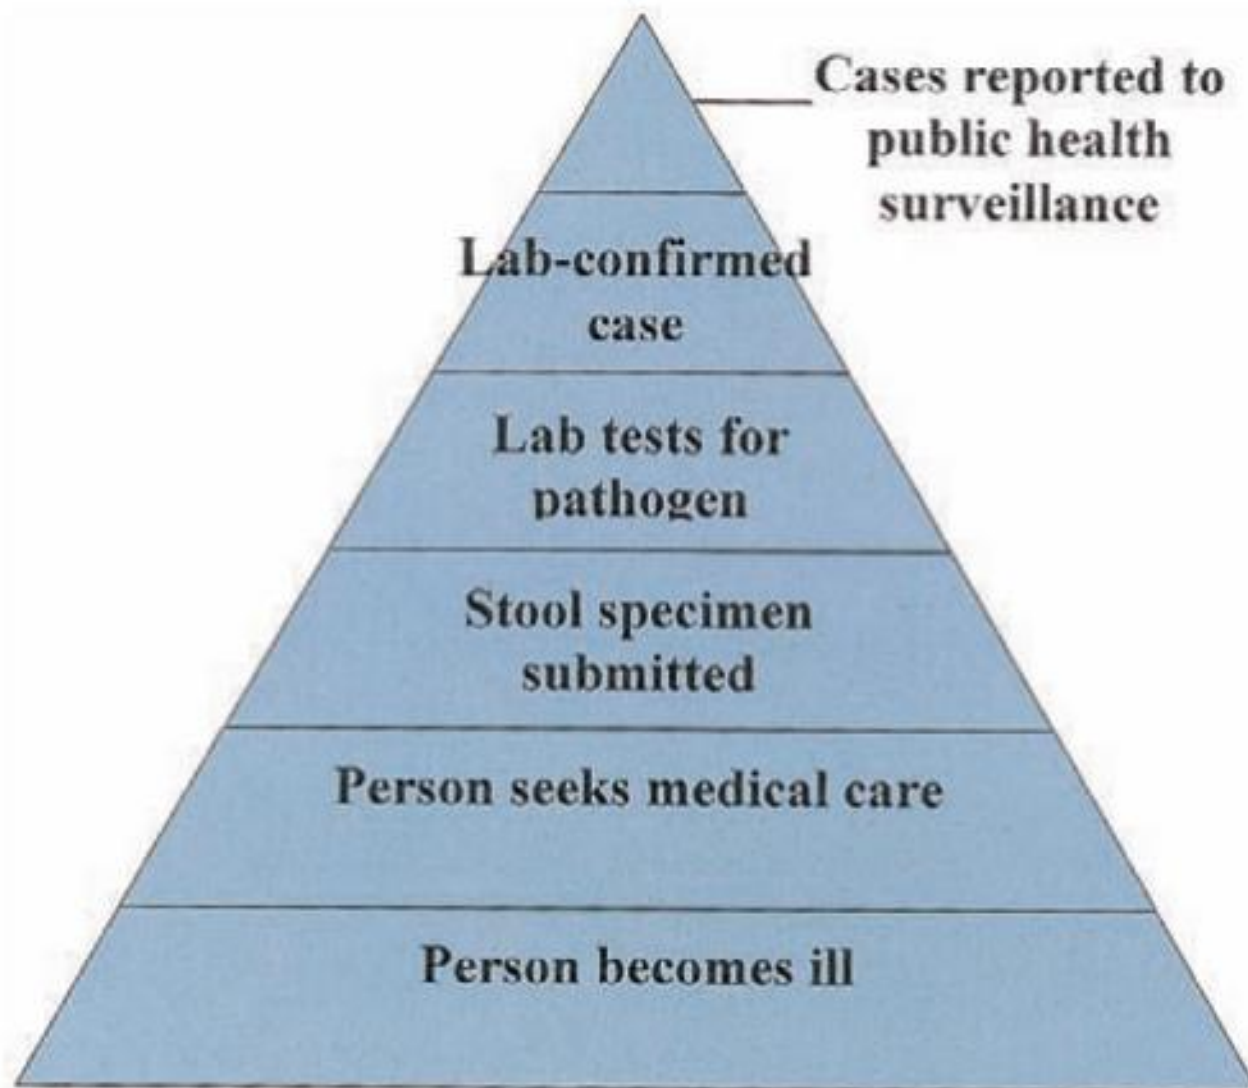 Cases reported to
public health
surveillance
Lab-confirmed
case
Lab tests for
pathogen
Stool specimen
submitted
Person seeks medical care
Person becomes ill